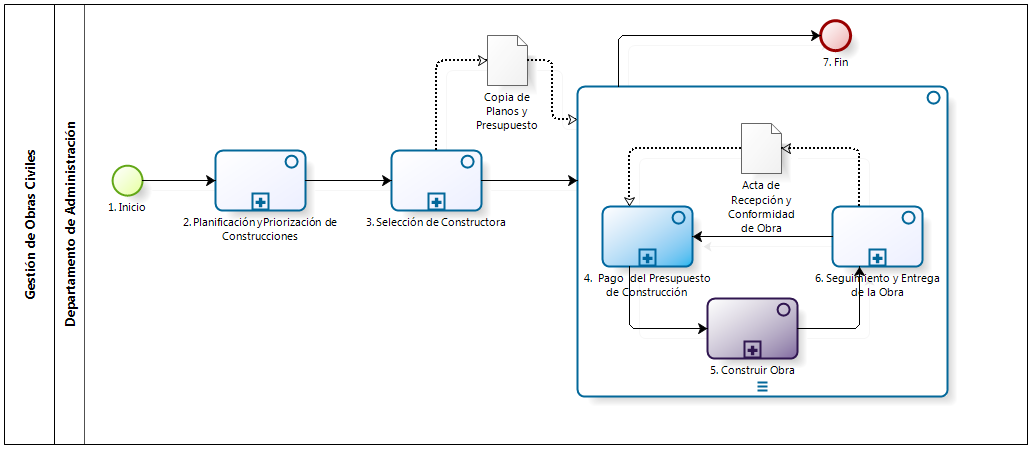 Gestión de Obras Civiles
Departamento de Administración
1. Inicio
2. Planificación y Priorización de
Construcciones
3. Selección de Constructora
Copia de
Planos y
Presupuesto
7. Fin
Acta de
Recepción y
Conformidad
de Obra
4. Pago del Presupuesto
de Construcción
5. Construir Obra
6. Seguimiento y Entrega
de la Obra